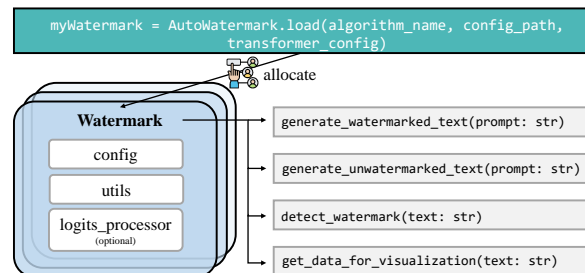 myWatermark = AutoWatermark.load(algorithm_name, config_path,
transformer_config)
allocate
Watermark
config
utils
logits_processor
(optional)
generate_watermarked_text(prompt: str)
generate_unwatermarked_text(prompt: str)
detect_watermark(text: str)
get_data_for_visualization(text: str)